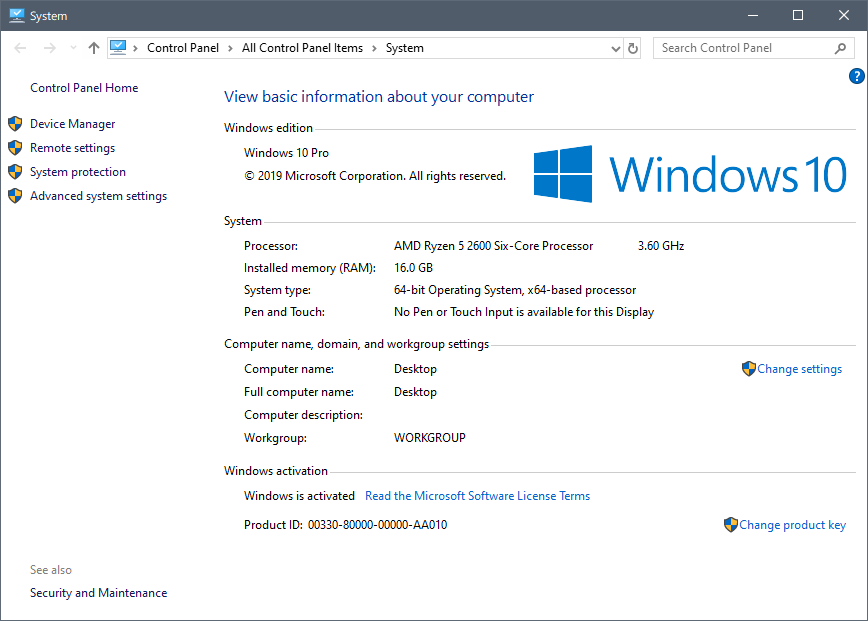 System
Control Panel > All Control Panel Items > System
Search Control Panel
?
Control Panel Home
Device Manager
Remote settings
System protection
Advanced system settings
View basic information about your computer
Windows edition
Windows 10 Pro
© 2019 Microsoft Corporation. All rights reserved.
Windows 10
System
Processor: AMD Ryzen 5 2600 Six-Core Processor 3.60 GHz
Installed memory (RAM): 16.0 GB
System type: 64-bit Operating System, x64-based processor
Pen and Touch: No Pen or Touch Input is available for this Display
Computer name, domain, and workgroup settings
Computer name: Desktop
Change settings
Full computer name: Desktop
Computer description:
Workgroup: WORKGROUP
Windows activation
Windows is activated Read the Microsoft Software License Terms
Product ID: 00330-80000-00000-AA010
Change product key
See also
Security and Maintenance